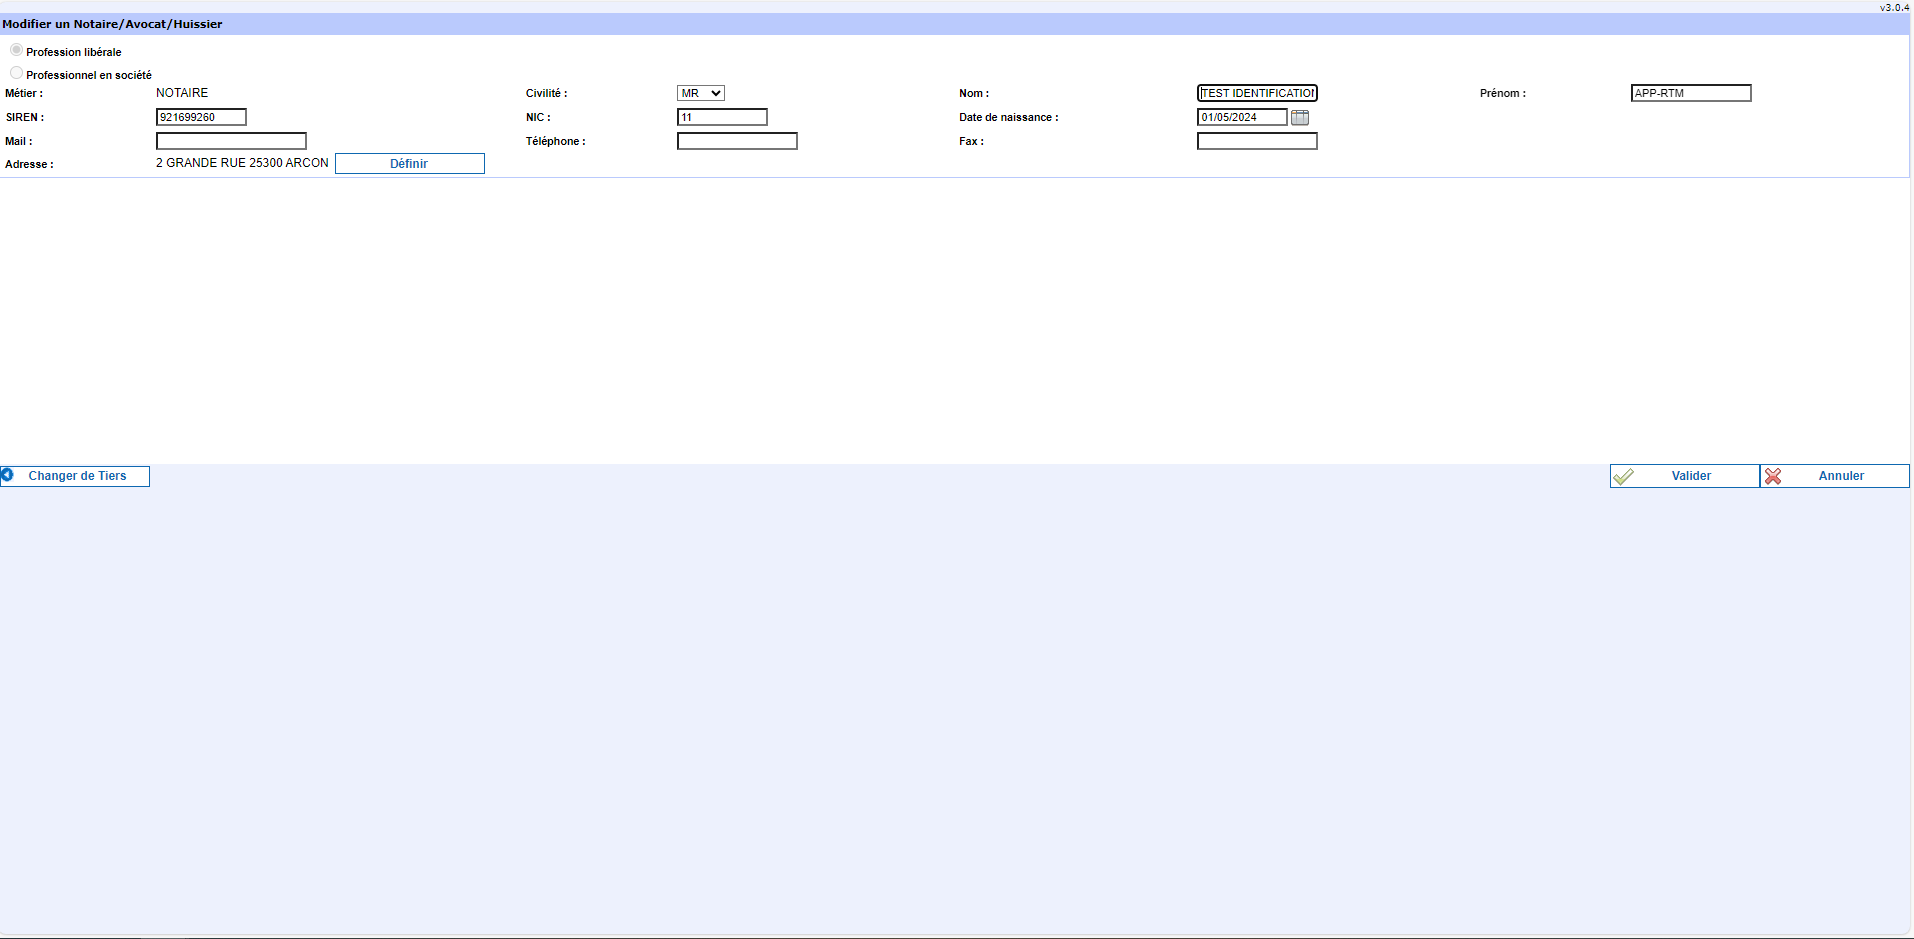 v3.0.4
Modifier un Notaire/Avocat/Huissier
Profession libérale
Professionnel en société
Métier : NOTAIRE Civilité : MR Nom : TEST IDENTIFICATION Prénom : APP-RTM
SIREN : 921699260 NIC : 11 Date de naissance : 01/05/2024
Mail : Téléphone : Fax :
Adresse : 2 GRANDE RUE 25300 ARCON Définir
Changer de Tiers Valider Annuler